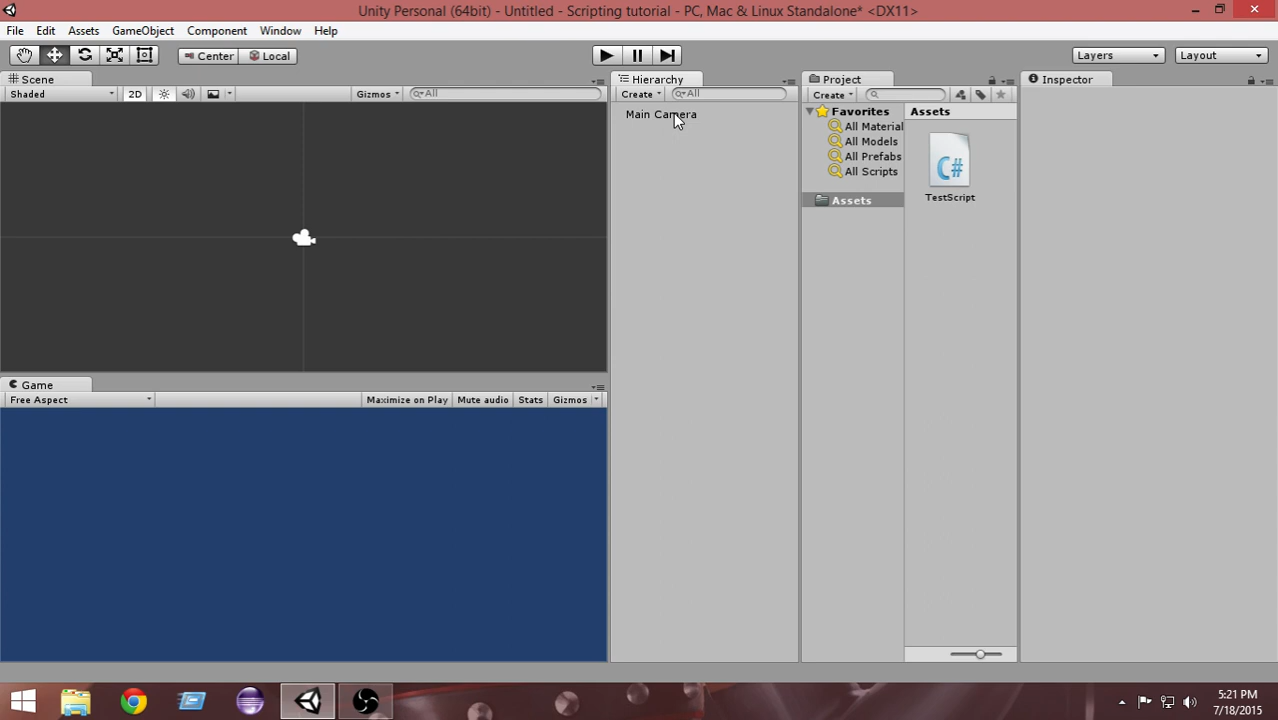 Unity Personal (64bit) - Untitled - Scripting tutorial - PC, Mac & Linux Standalone* <DX11>
File Edit Assets GameObject Component Window Help
Center Local Layers Layout
Scene Hierarchy Project Inspector
Shaded 2D Gizmos All Create All Create
Main Camera
Favorites Assets
All Material
All Models
All Prefabs
All Scripts
C#
TestScript
Assets
Game
Free Aspect Maximize on Play Mute audio Stats Gizmos
5:21 PM
7/18/2015